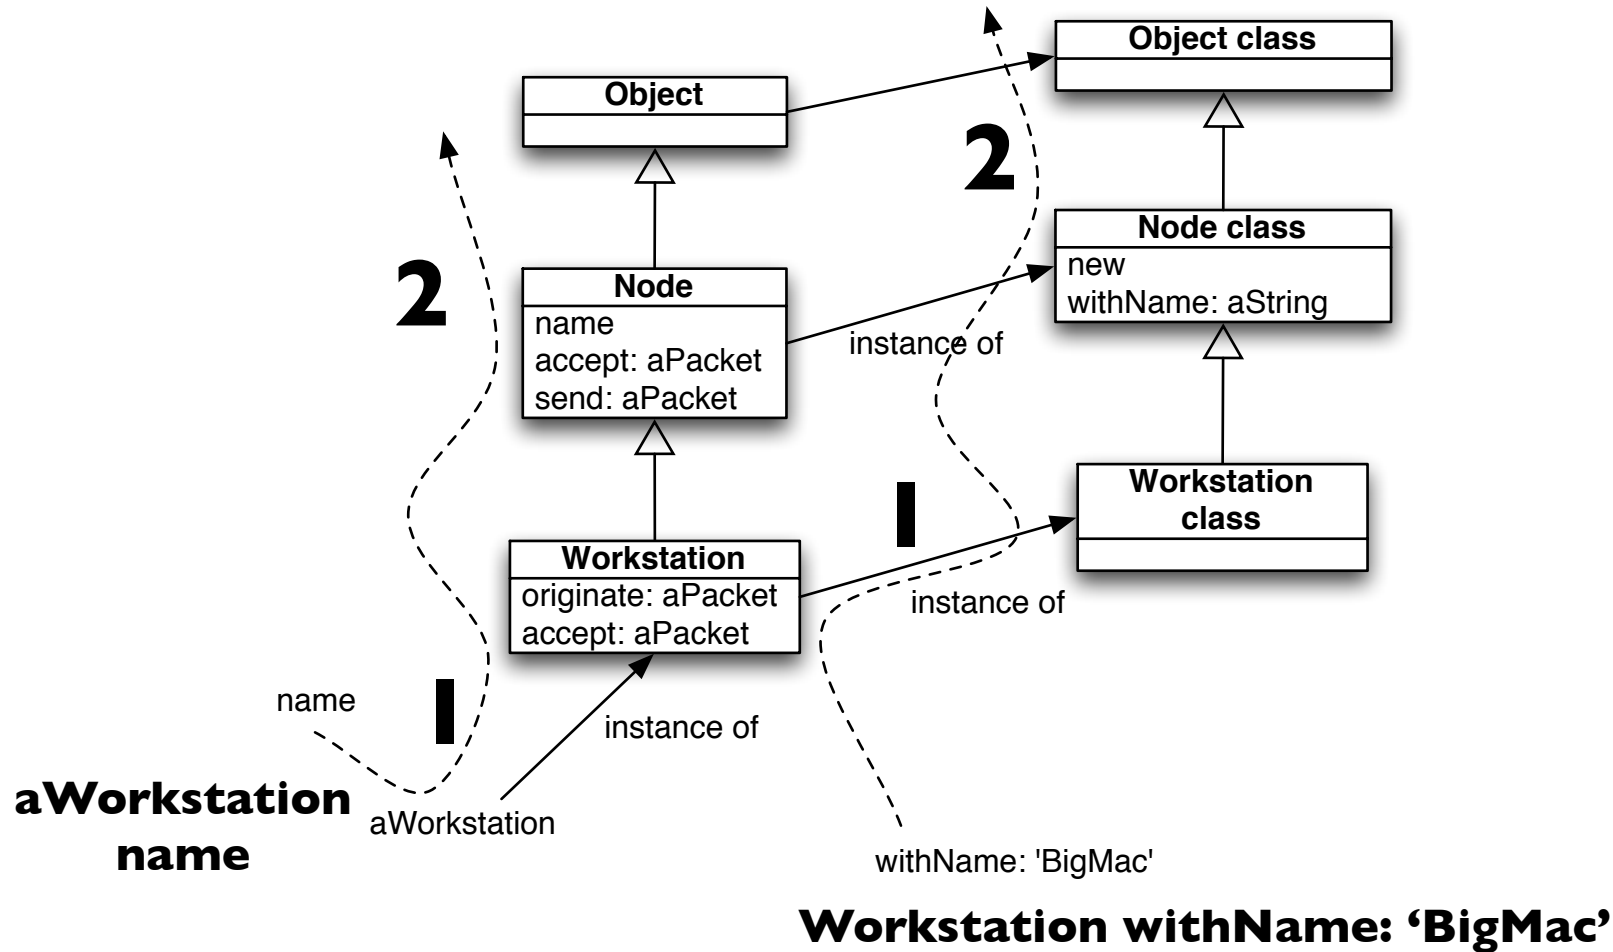 Object class
Object
2
Node class
new
withName: aString
2
Node
name
accept: aPacket
send: aPacket
instance of
Workstation
class
1
Workstation
originate: aPacket
accept: aPacket
instance of
name
1
instance of
aWorkstation
name
aWorkstation
withName: 'BigMac'
Workstation withName: ‘BigMac’